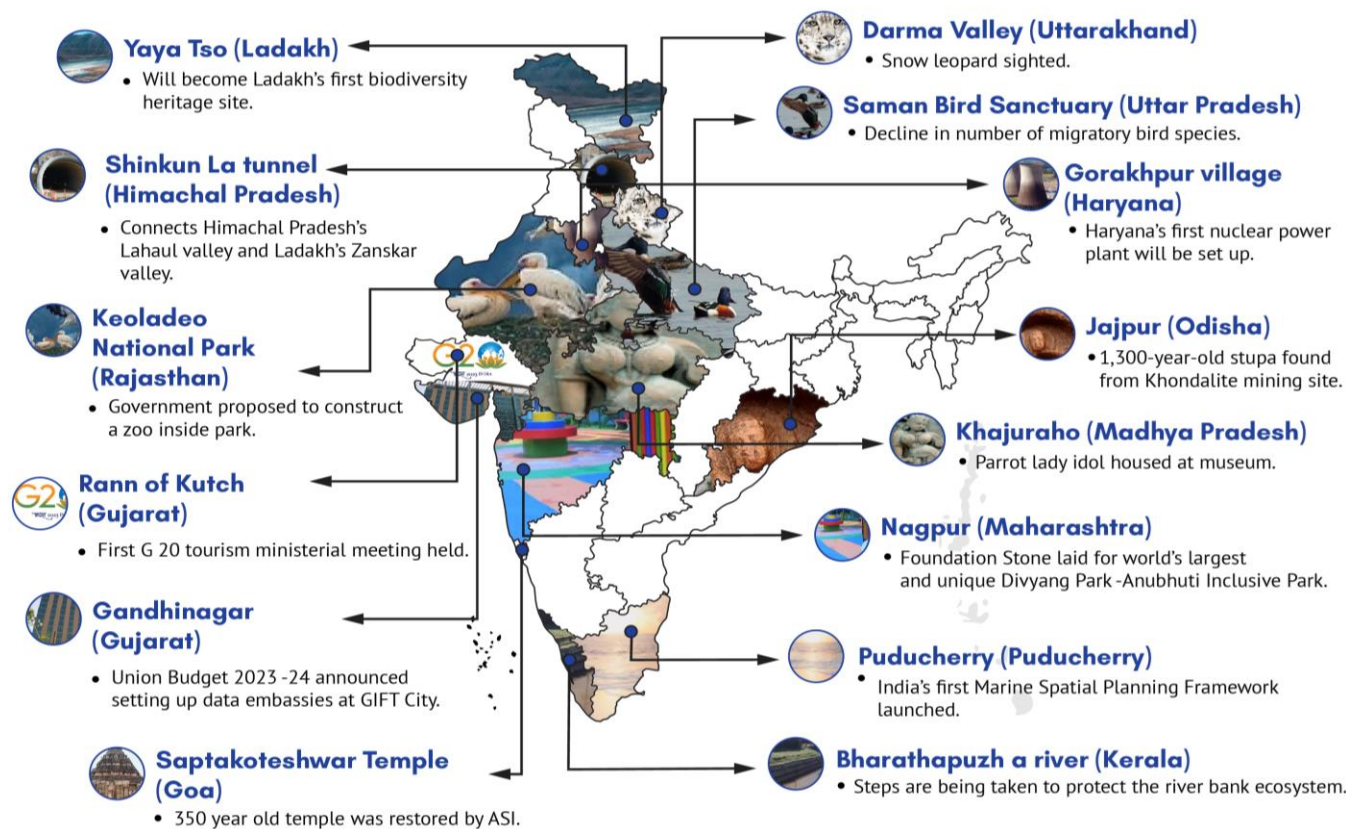 Yaya Tso (Ladakh)
• Will become Ladakh's first biodiversity
heritage site.
Shinkun La tunnel
(Himachal Pradesh)
• Connects Himachal Pradesh's
Lahaul valley and Ladakh's Zanskar
valley.
Keoladeo
National Park
(Rajasthan)
• Government proposed to construct
a zoo inside park.
Rann of Kutch
(Gujarat)
• First G 20 tourism ministerial meeting held.
Gandhinagar
(Gujarat)
• Union Budget 2023 -24 announced
setting up data embassies at GIFT City.
Saptakoteshwar Temple
(Goa)
• 350 year old temple was restored by ASI.
G20
G2
Darma Valley (Uttarakhand)
• Snow leopard sighted.
Saman Bird Sanctuary (Uttar Pradesh)
• Decline in number of migratory bird species.
Gorakhpur village
(Haryana)
• Haryana's first nuclear power
plant will be set up.
Jajpur (Odisha)
• 1,300-year-old stupa found
from Khondalite mining site.
Khajuraho (Madhya Pradesh)
• Parrot lady idol housed at museum.
Nagpur (Maharashtra)
• Foundation Stone laid for world's largest
and unique Divyang Park -Anubhuti Inclusive Park.
Puducherry (Puducherry)
• India's first Marine Spatial Planning Framework
launched.
Bharathapuzh a river (Kerala)
• Steps are being taken to protect the river bank ecosystem.